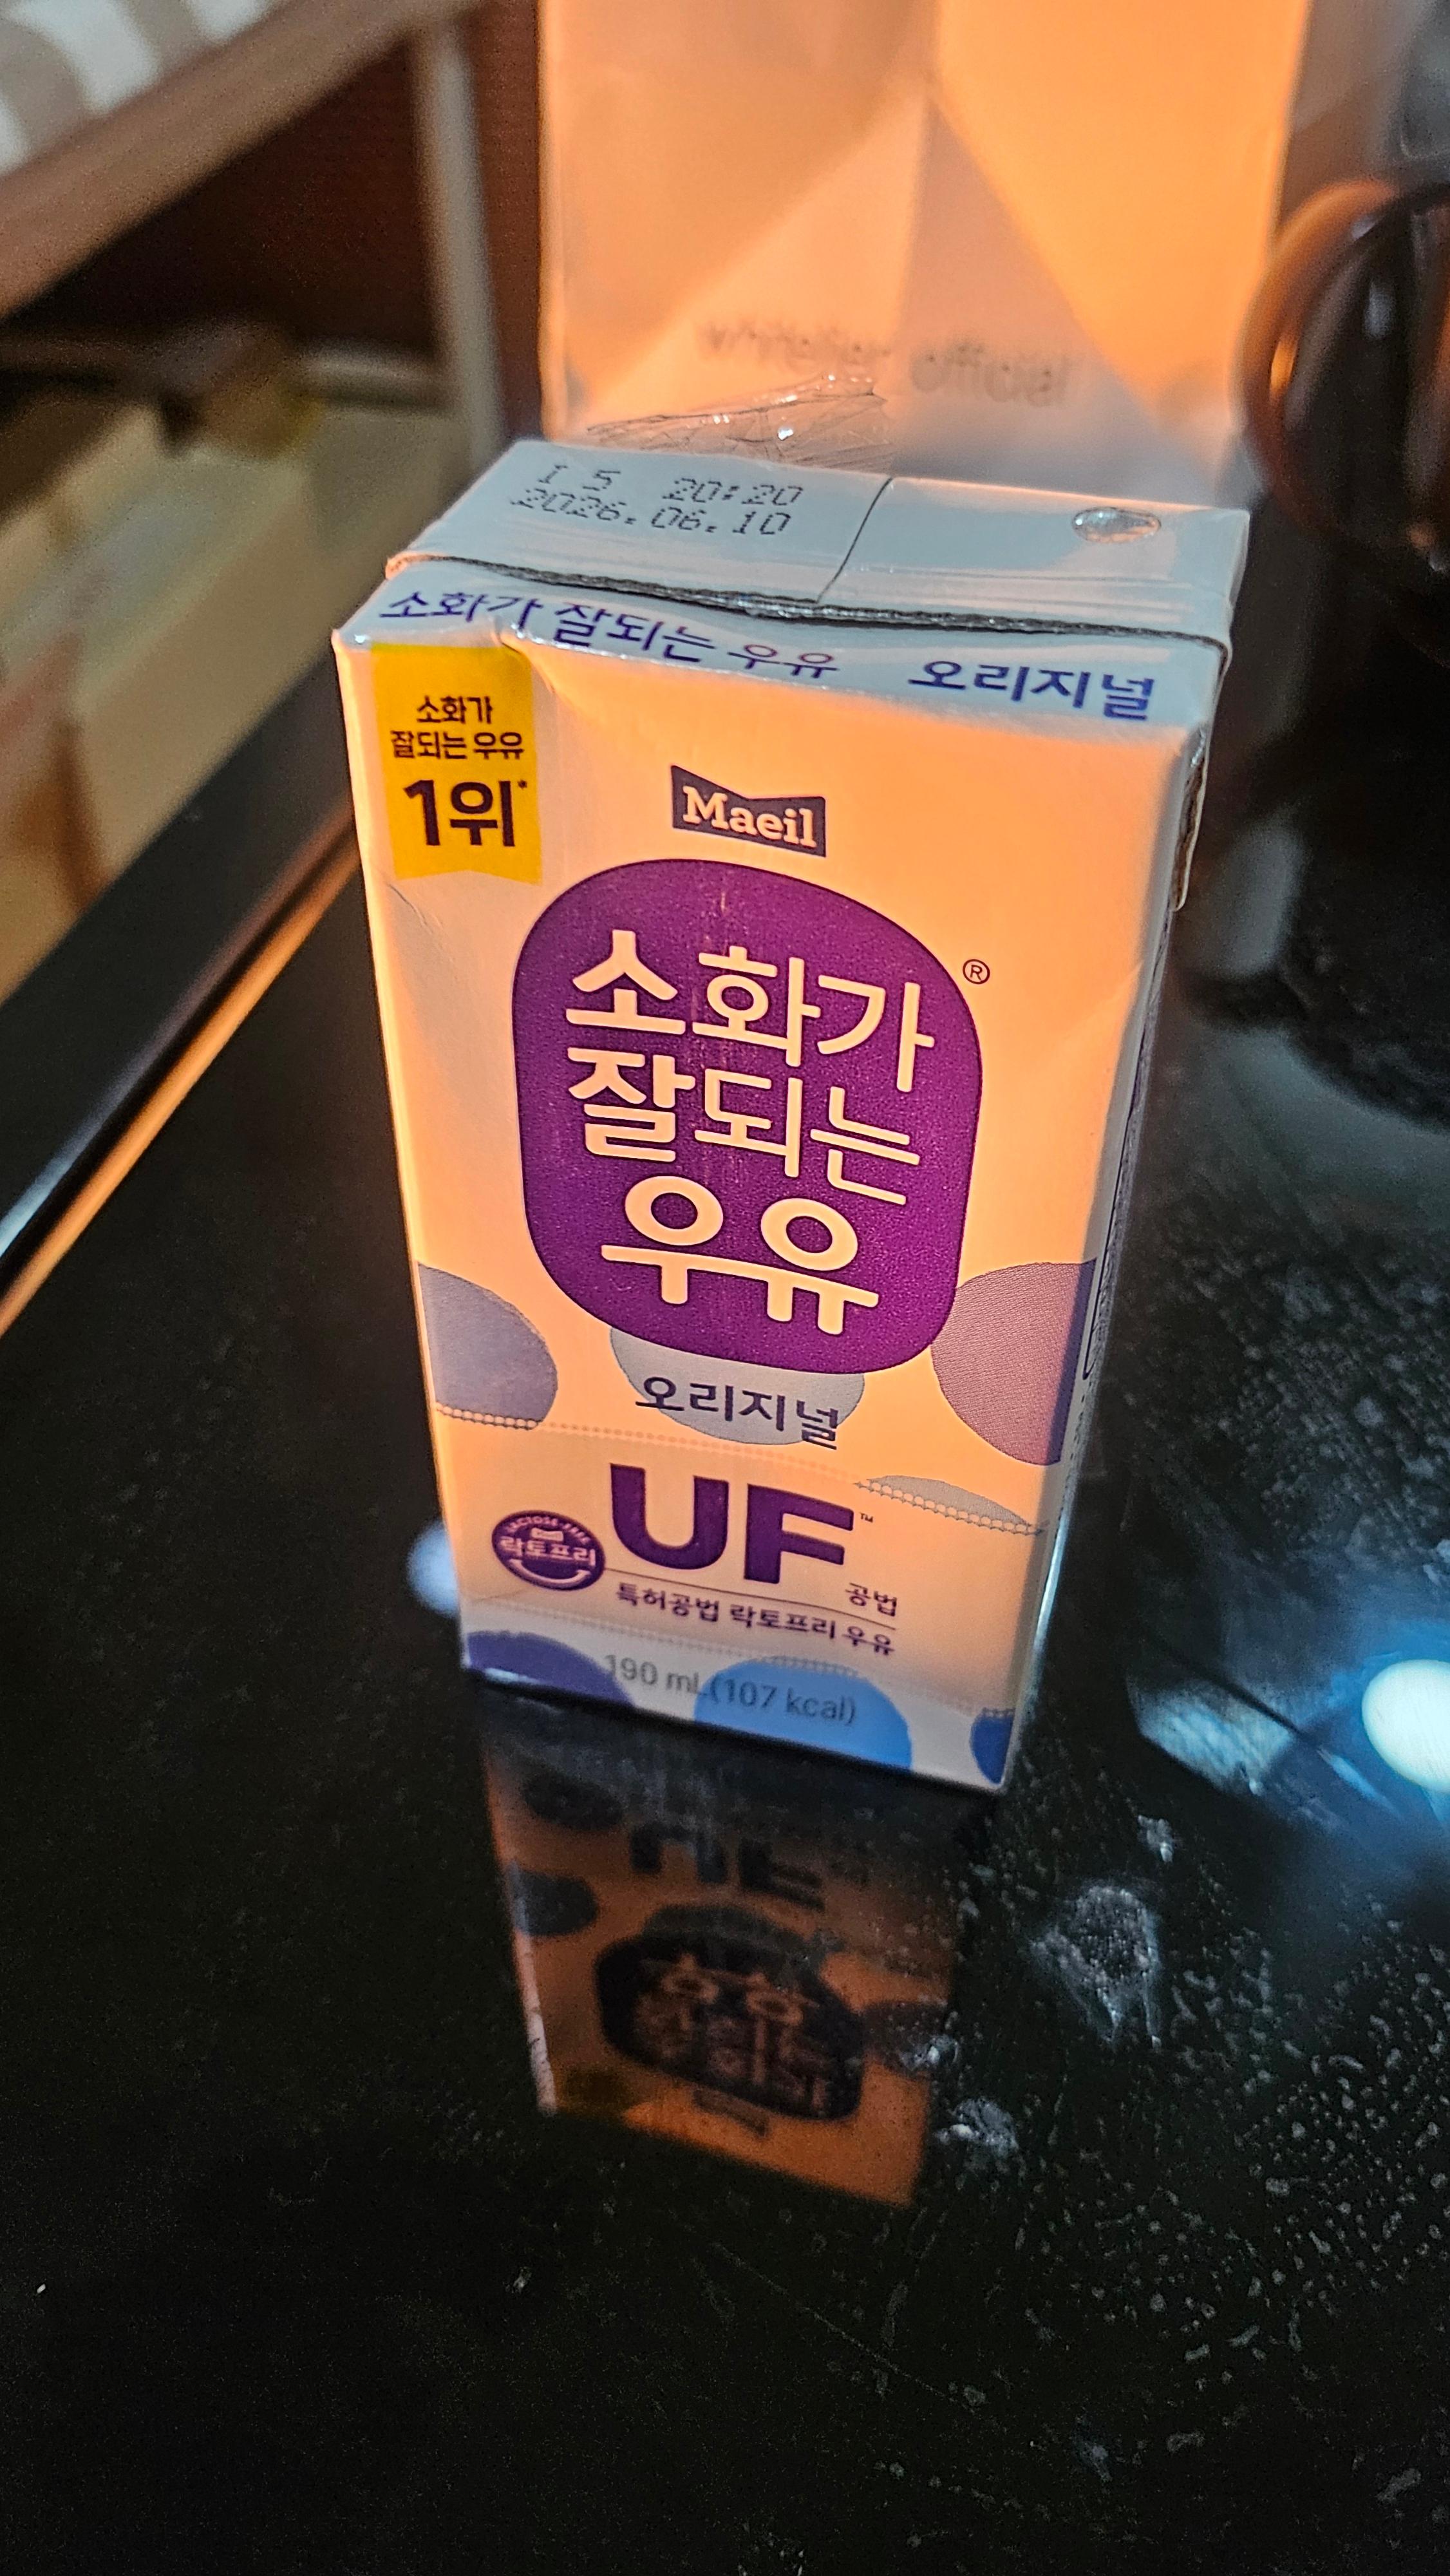 I 5 20:20
2026.06.10
소화가 잘되는 우유 오리지널
소화가
잘되는 우유
1위*
Maeil
소화가
잘되는
우유
®
오리지널
UF™
공법
LACTOSE-FREE
락토프리
특허공법 락토프리 우유
190 mL (107 kcal)